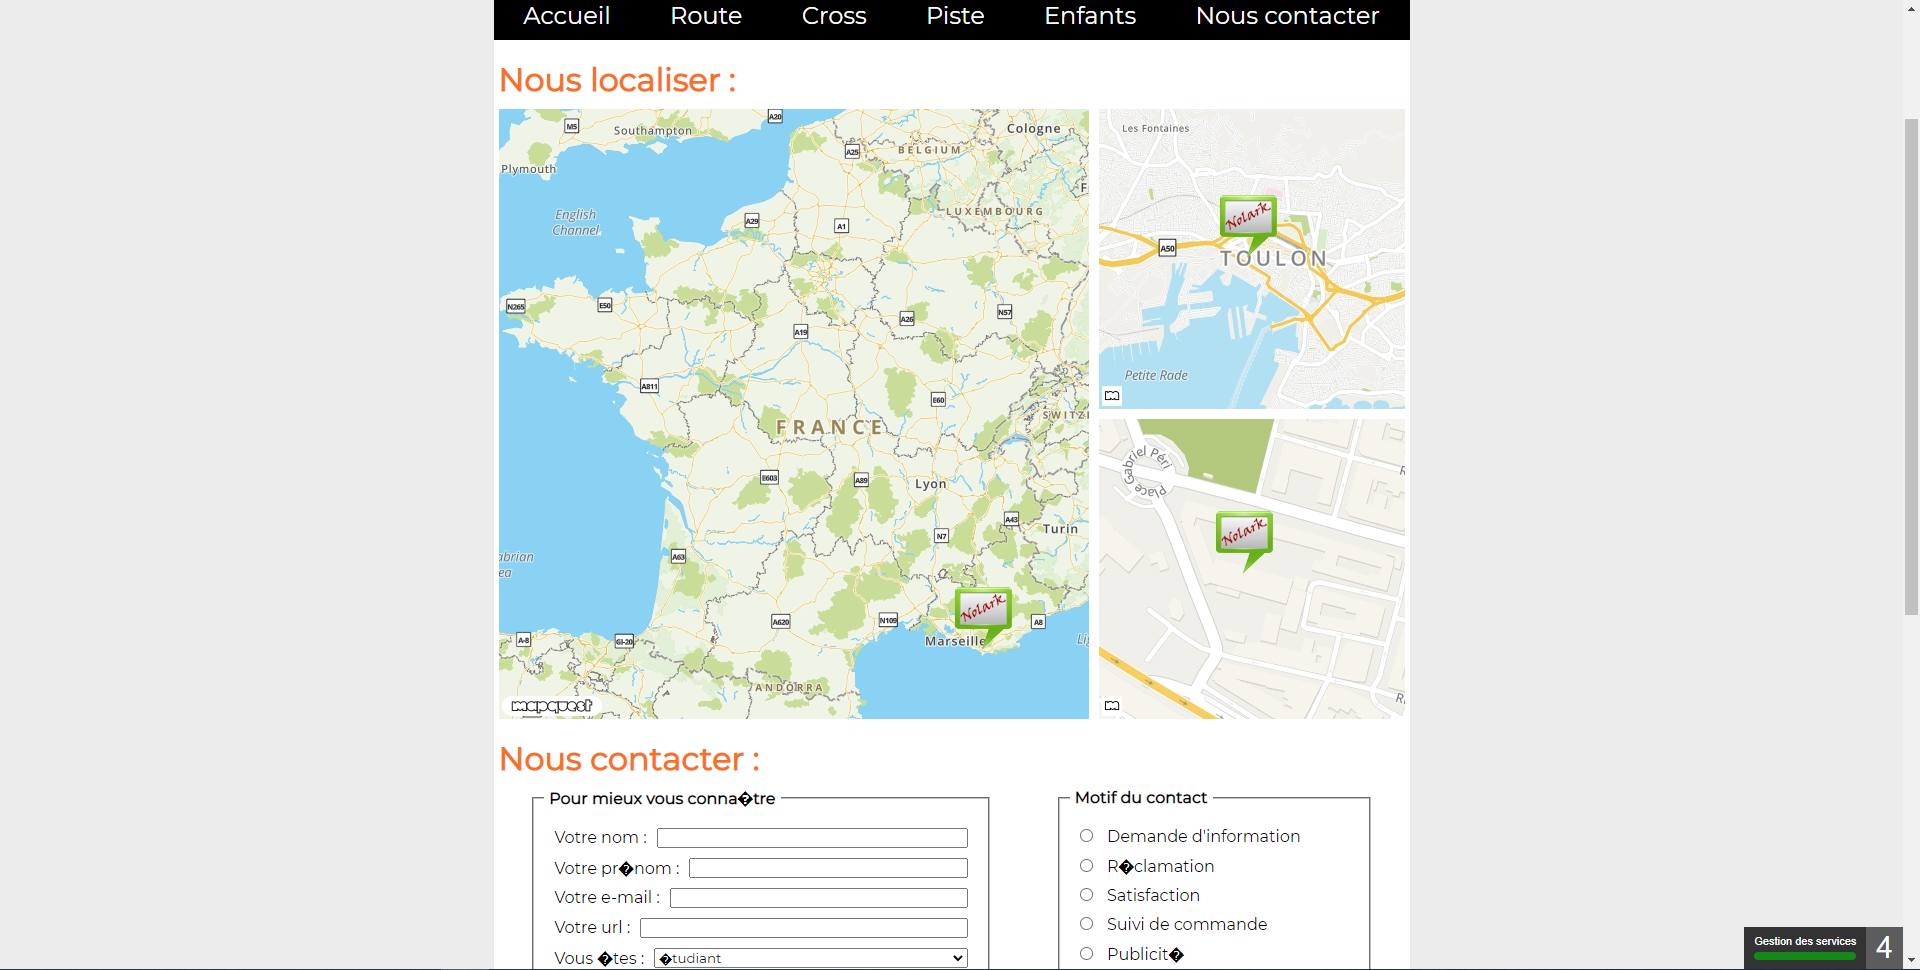 Accueil Route Cross Piste Enfants Nous contacter
Nous localiser :
M5
Southampton
A20
Cologne
A25
BELGIUM
Plymouth
LUXEMBOURG
English
Channel
A29
A1
N265
E50
A26
N57
A19
A811
E60
SWITZ
FRANCE
E603
A89
Lyon
A43
Turin
N7
A63
abrian
ea
Nolark
A620
N109
A8
A-8
GI-20
Marseille
ANDORRA
mapquest
Les Fontaines
Nolark
A50
TOULON
Petite Rade
Place Gabriel Péri
Nolark
Nous contacter :
Pour mieux vous conna�tre
Votre nom :
Votre pr�nom :
Votre e-mail :
Votre url :
Vous �tes : �tudiant
Motif du contact
Demande d'information
R�clamation
Satisfaction
Suivi de commande
Publicit�
Gestion des services 4